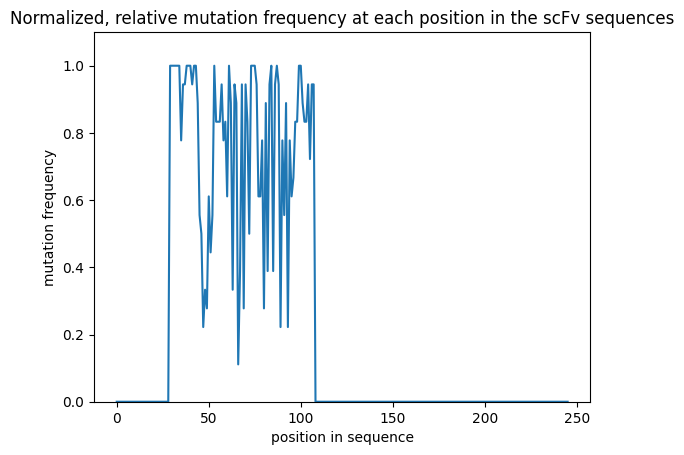 Normalized, relative mutation frequency at each position in the scFv sequences
1.0
0.8
0.6
0.4
0.2
0.0
mutation frequency
0 50 100 150 200 250
position in sequence